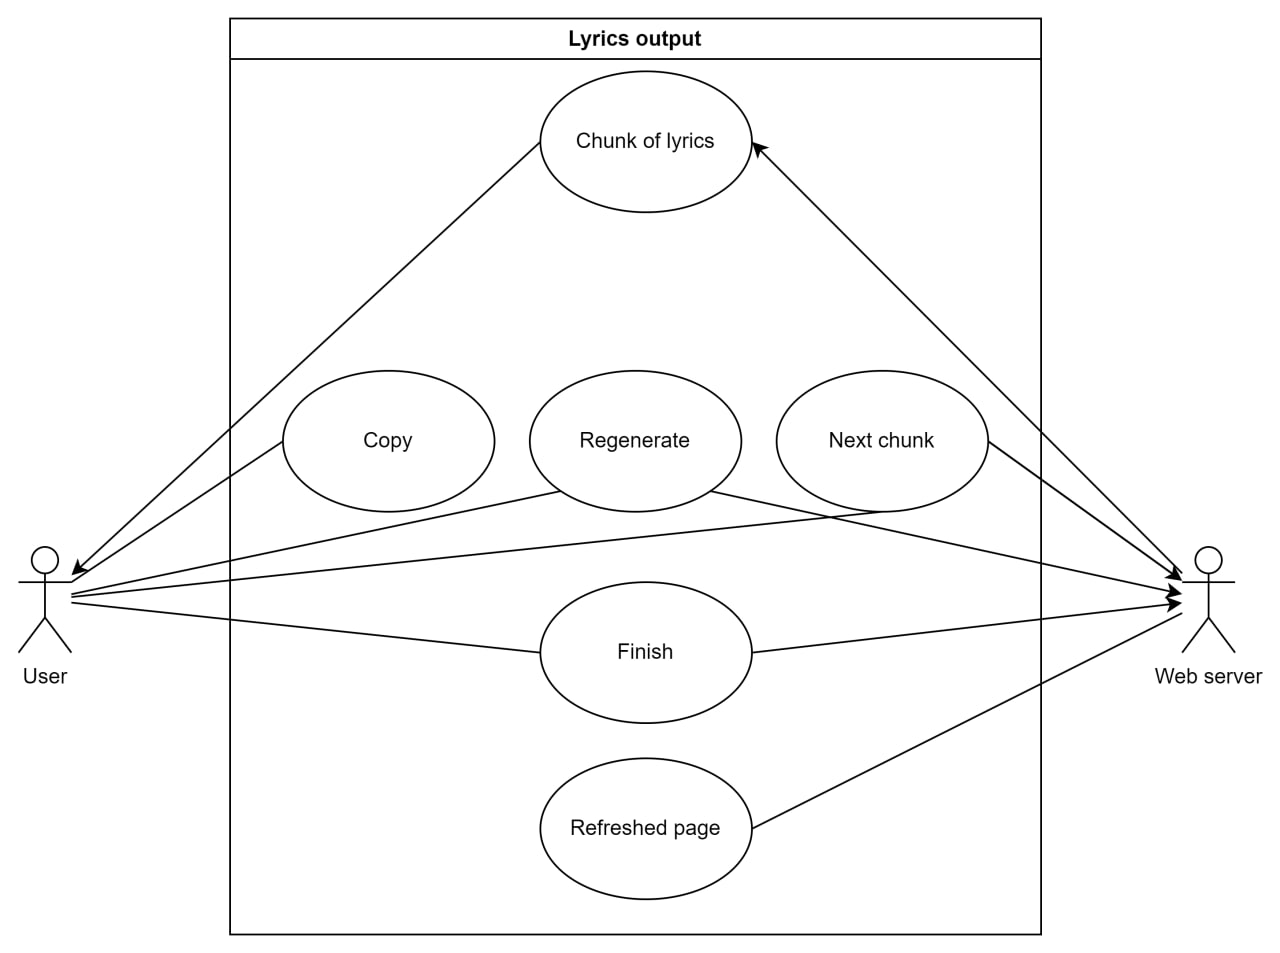 Lyrics output
Chunk of lyrics
Copy
Regenerate
Next chunk
Finish
User
Web server
Refreshed page